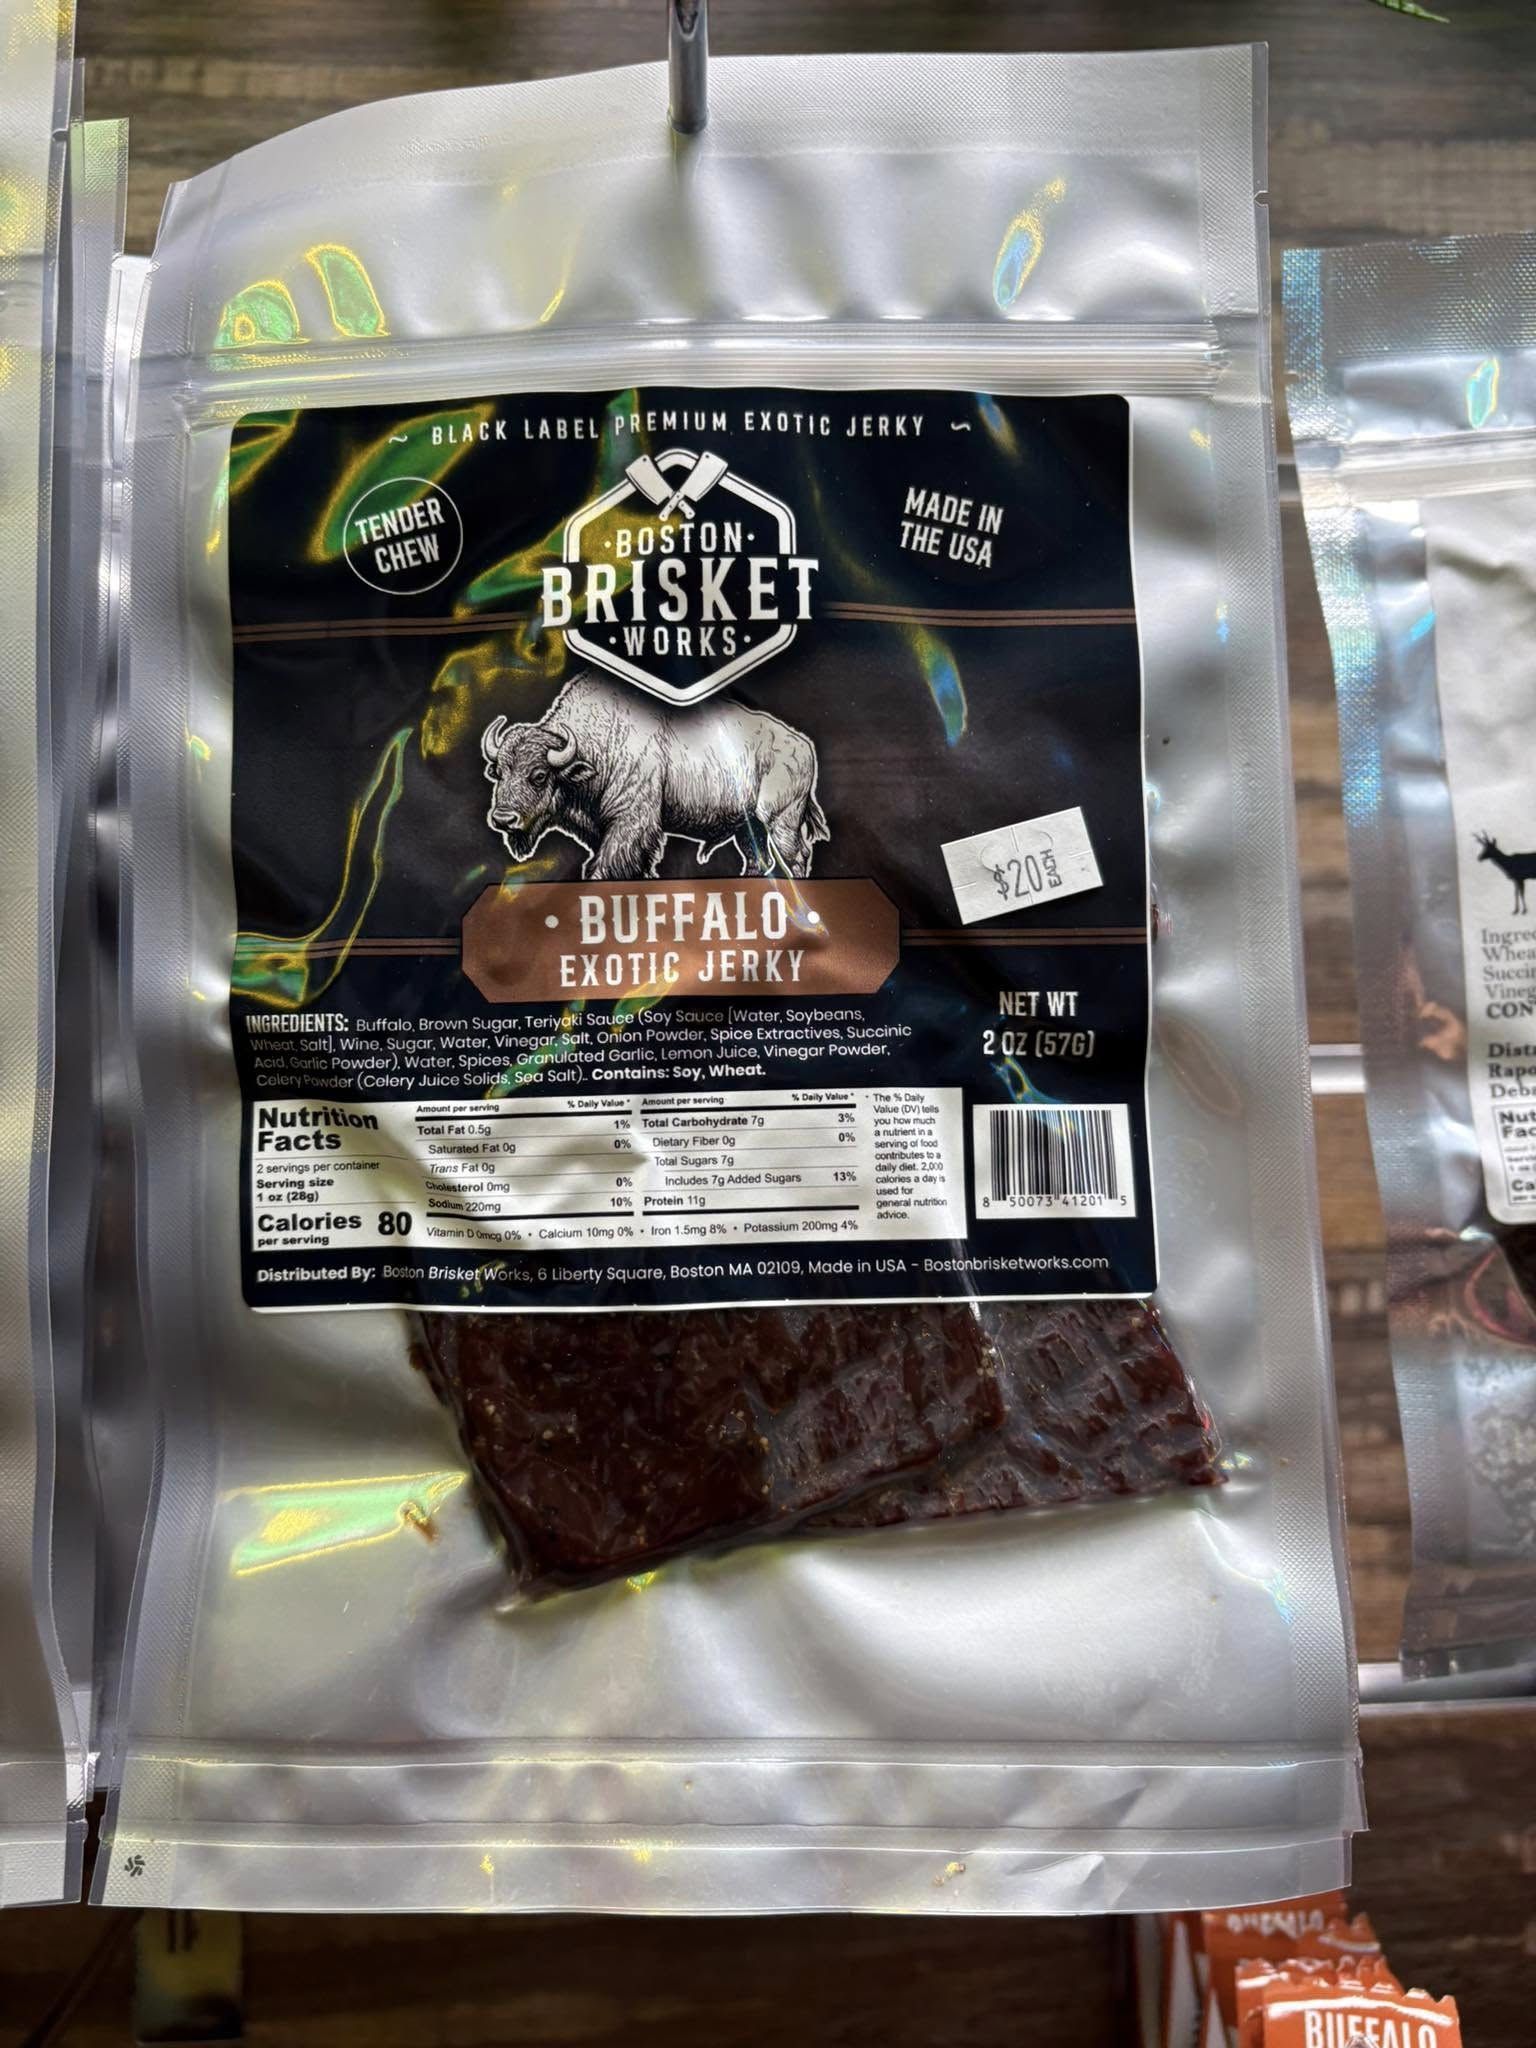 ~ BLACK LABEL PREMIUM EXOTIC JERKY ~
TENDER
CHEW
·BOSTON·
BRISKET
·WORKS·
MADE IN
THE USA
$20 EACH
• BUFFALO •
EXOTIC JERKY
INGREDIENTS: Buffalo, Brown Sugar, Teriyaki Sauce (Soy Sauce [Water, Soybeans,
Wheat, Salt], Wine, Sugar, Water, Vinegar, Salt, Onion Powder, Spice Extractives, Succinic
Acid, Garlic Powder), Water, Spices, Granulated Garlic, Lemon Juice, Vinegar Powder,
Celery Powder (Celery Juice Solids, Sea Salt).. Contains: Soy, Wheat.
NET WT
2 OZ (57G)
Nutrition
Facts
2 servings per container
Serving size
1 oz (28g)
Calories 80
per serving
Amount per serving % Daily Value *
Total Fat 0.5g 1%
Saturated Fat 0g 0%
Trans Fat 0g
Cholesterol 0mg 0%
Sodium 220mg 10%
Amount per serving % Daily Value *
Total Carbohydrate 7g 3%
Dietary Fiber 0g 0%
Total Sugars 7g
Includes 7g Added Sugars 13%
Protein 11g
Vitamin D 0mcg 0% • Calcium 10mg 0% • Iron 1.5mg 8% • Potassium 200mg 4%
* The % Daily
Value (DV) tells
you how much
a nutrient in a
serving of food
contributes to a
daily diet. 2,000
calories a day is
used for
general nutrition
advice.
8 50073 41201 5
Distributed By: Boston Brisket Works, 6 Liberty Square, Boston MA 02109, Made in USA - Bostonbrisketworks.com
BUFFALO